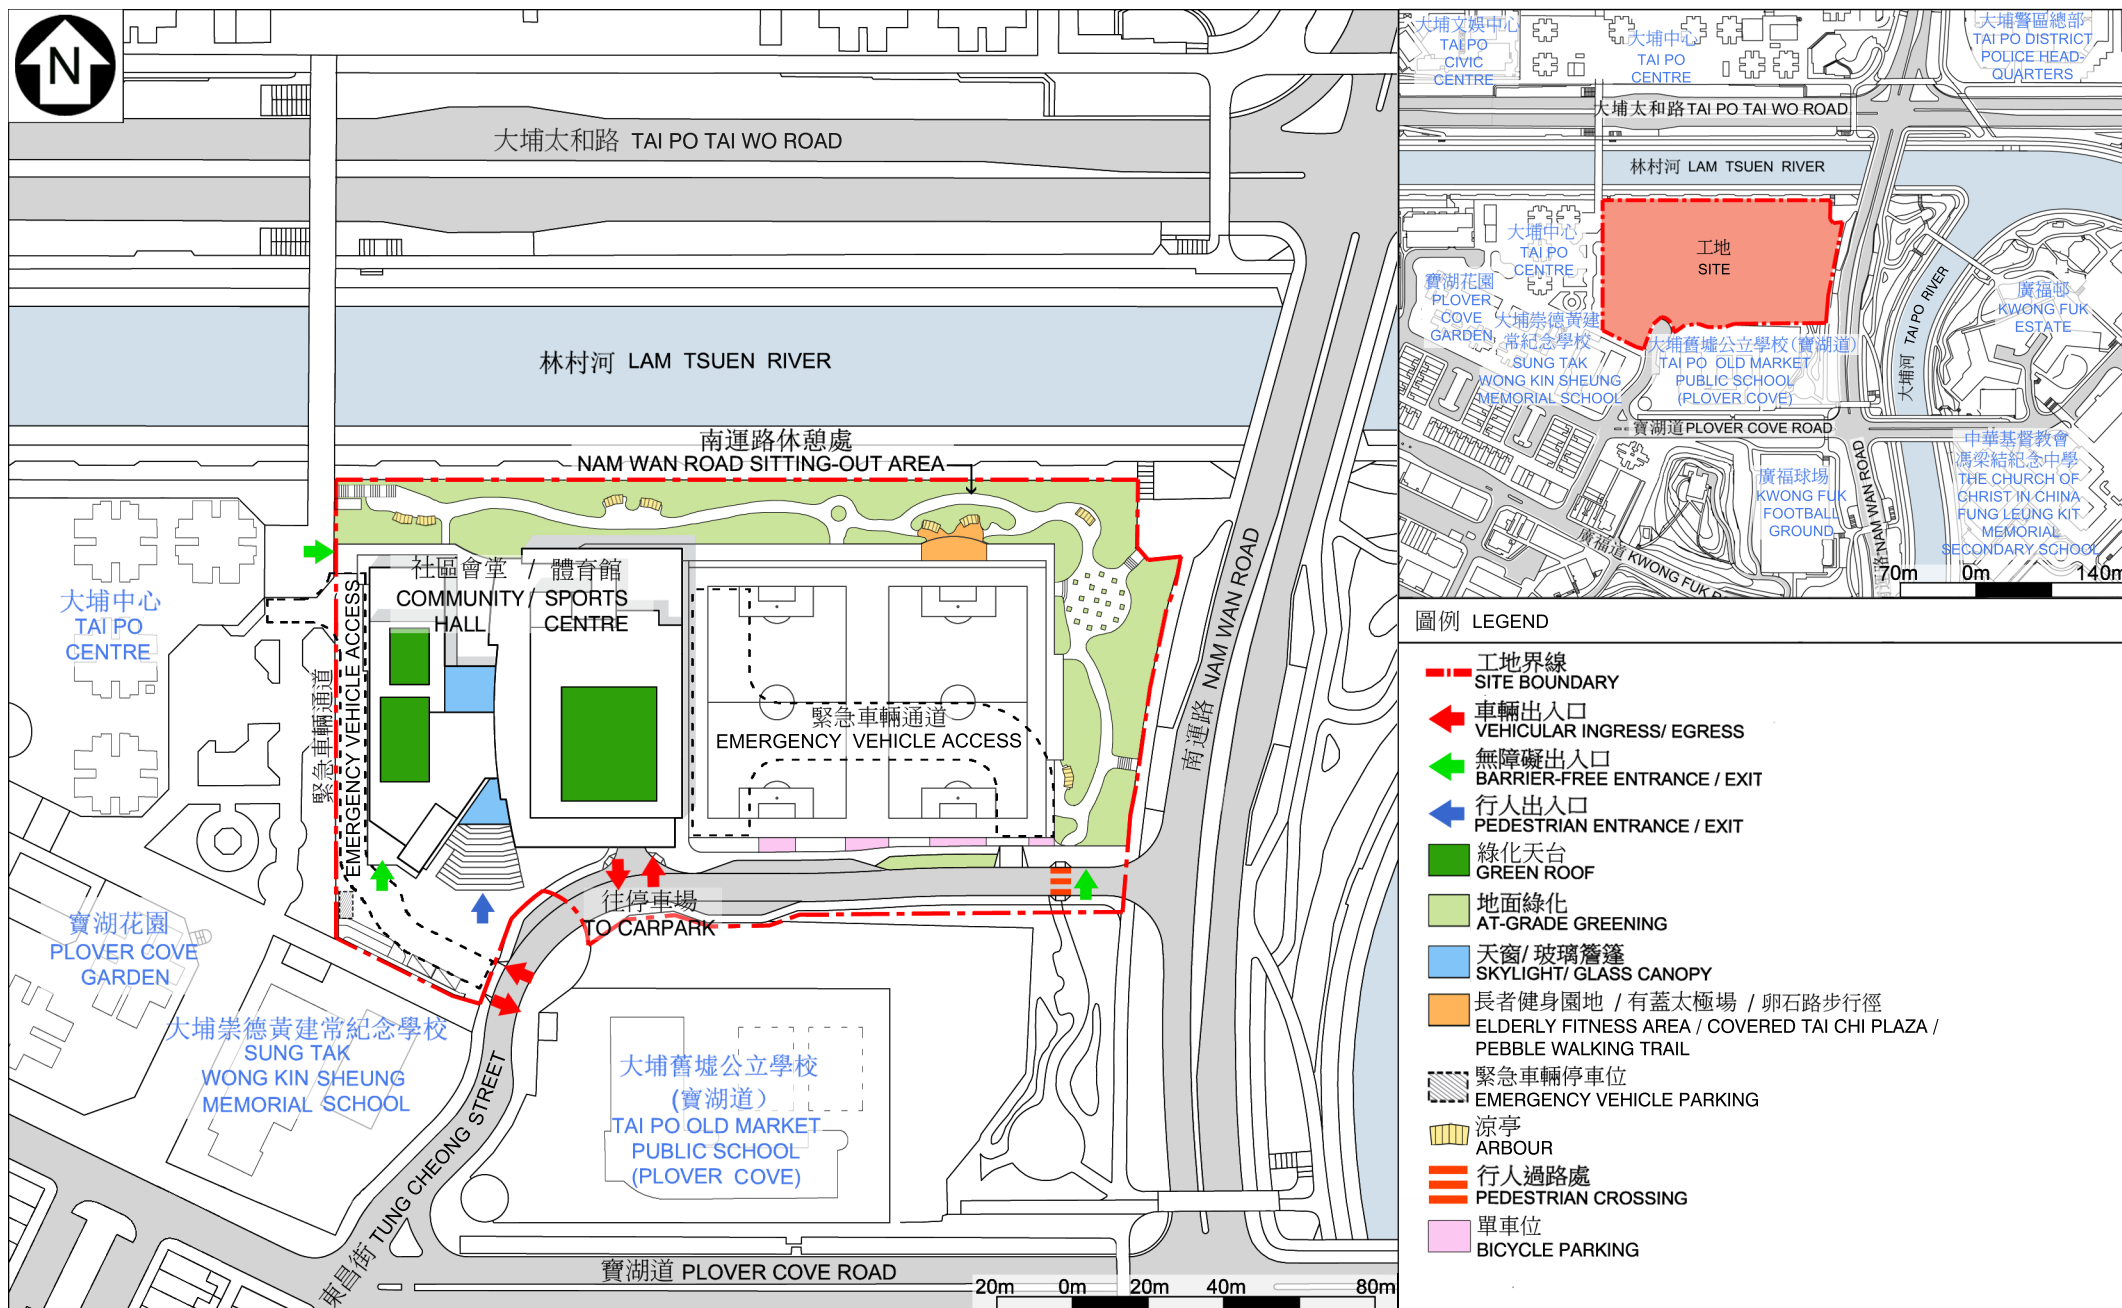 N
大埔太和路 TAI PO TAI WO ROAD
林村河 LAM TSUEN RIVER
南運路休憩處
NAM WAN ROAD SITTING-OUT AREA
社區會堂 / 體育館
COMMUNITY / SPORTS
HALL CENTRE
緊急車輛通道
EMERGENCY VEHICLE ACCESS
緊急車輛通道
EMERGENCY VEHICLE ACCESS
南運路 NAM WAN ROAD
大埔中心
TAI PO
CENTRE
往停車場
TO CARPARK
寶湖花園
PLOVER COVE
GARDEN
大埔崇德黃建常紀念學校
SUNG TAK
WONG KIN SHEUNG
MEMORIAL SCHOOL
大埔舊墟公立學校
(寶湖道)
TAI PO OLD MARKET
PUBLIC SCHOOL
(PLOVER COVE)
東昌街 TUNG CHEONG STREET
寶湖道 PLOVER COVE ROAD
20m 0m 20m 40m 80m
大埔文娛中心
TAI PO
CIVIC
CENTRE
大埔中心
TAI PO
CENTRE
大埔警區總部
TAI PO DISTRICT
POLICE HEAD-
QUARTERS
大埔太和路 TAI PO TAI WO ROAD
林村河 LAM TSUEN RIVER
工地
SITE
大埔中心
TAI PO
CENTRE
寶湖花園
PLOVER
COVE
GARDEN
大埔崇德黃建
常紀念學校
SUNG TAK
WONG KIN SHEUNG
MEMORIAL SCHOOL
大埔舊墟公立學校(寶湖道)
TAI PO OLD MARKET
PUBLIC SCHOOL
(PLOVER COVE)
大埔河 TAI PO RIVER
廣福邨
KWONG FUK
ESTATE
寶湖道 PLOVER COVE ROAD
廣福球場
KWONG FUK
FOOTBALL
GROUND
中華基督教會
馮梁結紀念中學
THE CHURCH OF
CHRIST IN CHINA
FUNG LEUNG KIT
MEMORIAL
SECONDARY SCHOOL
廣福道 KWONG FUK
NAM WAN ROAD
70m 0m 140m
圖例 LEGEND
工地界線
SITE BOUNDARY
車輛出入口
VEHICULAR INGRESS/ EGRESS
無障礙出入口
BARRIER-FREE ENTRANCE / EXIT
行人出入口
PEDESTRIAN ENTRANCE / EXIT
綠化天台
GREEN ROOF
地面綠化
AT-GRADE GREENING
天窗/ 玻璃簷篷
SKYLIGHT/ GLASS CANOPY
長者健身園地 / 有蓋太極場 / 卵石路步行徑
ELDERLY FITNESS AREA / COVERED TAI CHI PLAZA /
PEBBLE WALKING TRAIL
緊急車輛停車位
EMERGENCY VEHICLE PARKING
涼亭
ARBOUR
行人過路處
PEDESTRIAN CROSSING
單車位
BICYCLE PARKING